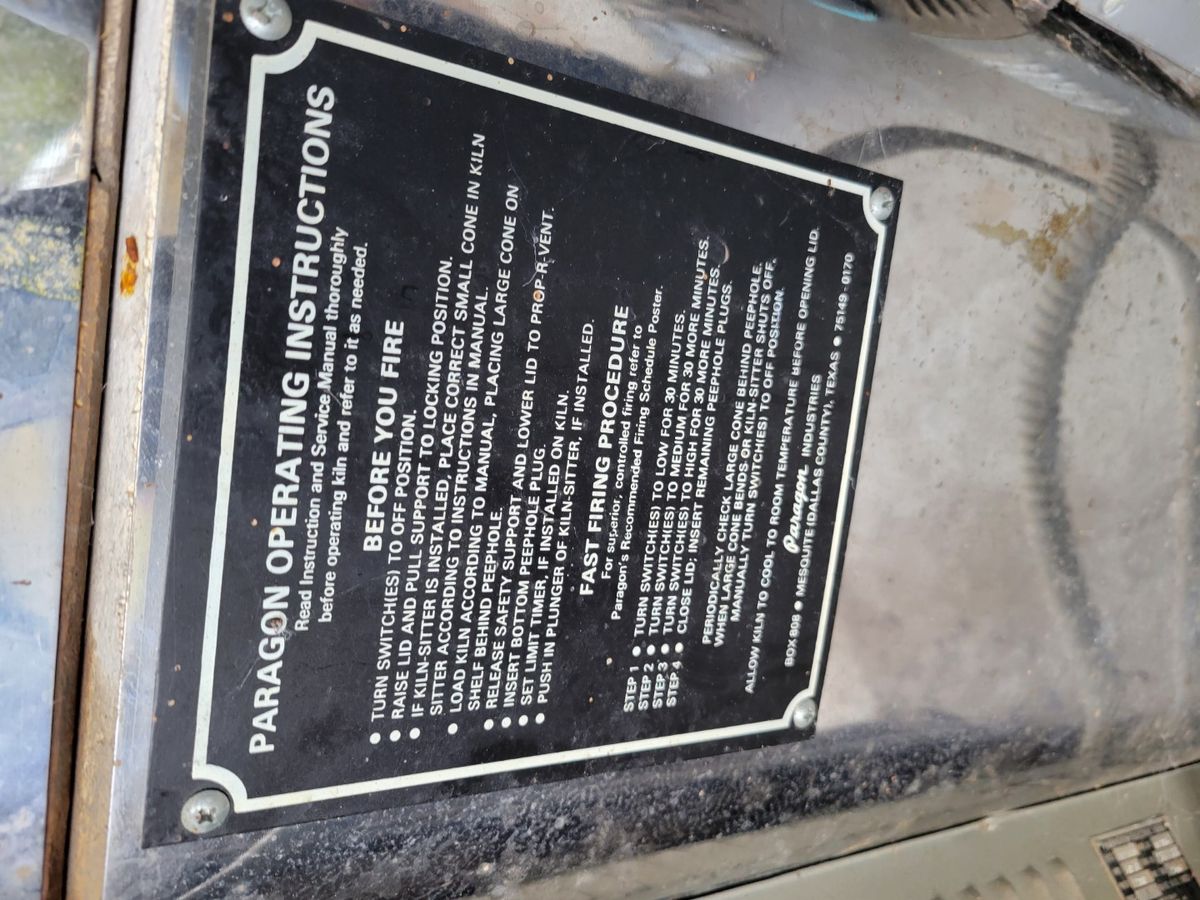 PARAGON OPERATING INSTRUCTIONS
Read Instruction and Service Manual thoroughly
before operating kiln and refer to it as needed.
BEFORE YOU FIRE
• TURN SWITCH(ES) TO OFF POSITION.
• RAISE LID AND PULL SUPPORT TO LOCKING POSITION.
• IF KILN-SITTER IS INSTALLED, PLACE CORRECT SMALL CONE IN KILN
SITTER ACCORDING TO INSTRUCTIONS IN MANUAL.
• LOAD KILN ACCORDING TO MANUAL, PLACING LARGE CONE ON
SHELF BEHIND PEEPHOLE.
• RELEASE SAFETY SUPPORT AND LOWER LID TO PROP-R-VENT.
• INSERT BOTTOM PEEPHOLE PLUG.
• SET LIMIT TIMER, IF INSTALLED ON KILN.
• PUSH IN PLUNGER OF KILN-SITTER, IF INSTALLED.
FAST FIRING PROCEDURE
For superior, controlled firing refer to
Paragon's Recommended Firing Schedule Poster.
STEP 1 • TURN SWITCH(ES) TO LOW FOR 30 MINUTES.
STEP 2 • TURN SWITCH(ES) TO MEDIUM FOR 30 MORE MINUTES.
STEP 3 • TURN SWITCH(ES) TO HIGH FOR 30 MORE MINUTES.
STEP 4 • CLOSE LID; INSERT REMAINING PEEPHOLE PLUGS.
PERIODICALLY CHECK LARGE CONE BEHIND PEEPHOLE.
WHEN LARGE CONE BENDS OR KILN-SITTER SHUTS OFF,
MANUALLY TURN SWITCH(ES) TO OFF POSITION.
ALLOW KILN TO COOL TO ROOM TEMPERATURE BEFORE OPENING LID.
Paragon INDUSTRIES
BOX 808 • MESQUITE (DALLAS COUNTY), TEXAS • 75149-0170